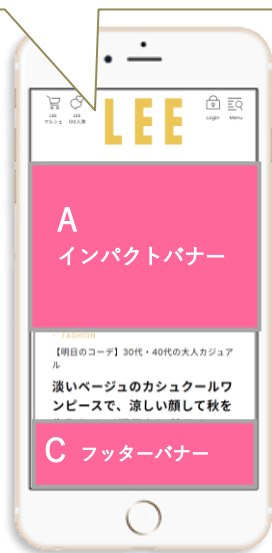 LEE
マルシェ
LEE
100人隊
LEE
Login
Menu
A
インパクトバナー
FASHION
【明日のコーデ】30代・40代の大人カジュア
ル
淡いベージュのカシュクールワ
ンピースで、涼しい顔して秋を
C フッターバナー